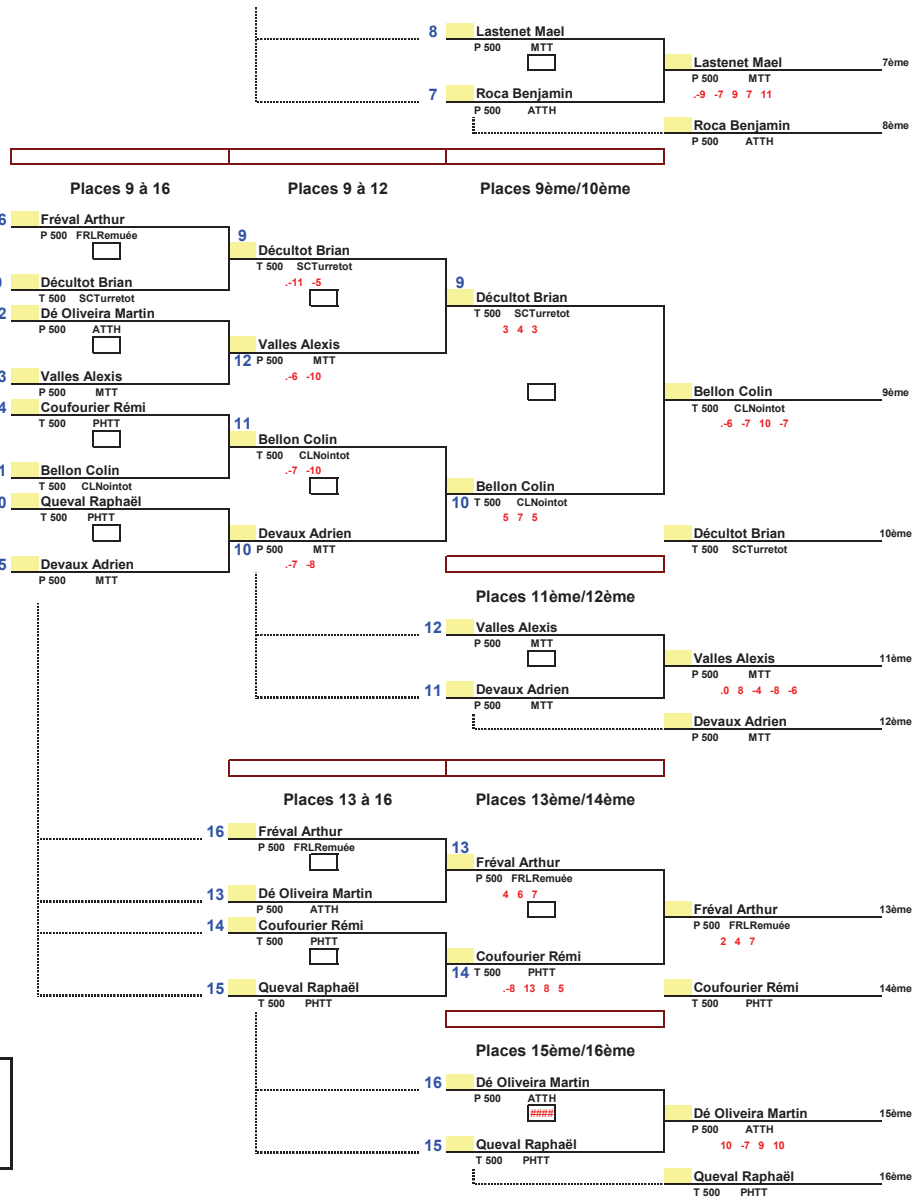 8 Lastenet Mael
P 500 MTT
Lastenet Mael 7ème
P 500 MTT
.-9 -7 9 7 11
7 Roca Benjamin
P 500 ATTH
Roca Benjamin 8ème
P 500 ATTH
Places 9 à 16 Places 9 à 12 Places 9ème/10ème
6 Fréval Arthur
P 500 FRLRemuée
9
Décultot Brian
T 500 SCTurretot
.-11 -5
Décultot Brian
T 500 SCTurretot
9
Décultot Brian
T 500 SCTurretot
3 4 3
2 Dé Oliveira Martin
P 500 ATTH
Valles Alexis
12 P 500 MTT
.-6 -10
3 Valles Alexis
P 500 MTT
Bellon Colin 9ème
T 500 CLNointot
.-6 -7 10 -7
4 Coufourier Rémi
T 500 PHTT
11
Bellon Colin
T 500 CLNointot
.-7 -10
1 Bellon Colin
T 500 CLNointot
Bellon Colin
10 T 500 CLNointot
5 7 5
0 Queval Raphaël
T 500 PHTT
Devaux Adrien
10 P 500 MTT
.-7 -8
Décultot Brian 10ème
T 500 SCTurretot
5 Devaux Adrien
P 500 MTT
Places 11ème/12ème
12 Valles Alexis
P 500 MTT
Valles Alexis 11ème
P 500 MTT
.0 8 -4 -8 -6
11 Devaux Adrien
P 500 MTT
Devaux Adrien 12ème
P 500 MTT
Places 13 à 16 Places 13ème/14ème
16 Fréval Arthur
P 500 FRLRemuée
13
Fréval Arthur
P 500 FRLRemuée
4 6 7
13 Dé Oliveira Martin
P 500 ATTH
Fréval Arthur 13ème
P 500 FRLRemuée
2 4 7
14 Coufourier Rémi
T 500 PHTT
Coufourier Rémi
14 T 500 PHTT
.-8 13 8 5
15 Queval Raphaël
T 500 PHTT
Coufourier Rémi 14ème
T 500 PHTT
Places 15ème/16ème
16 Dé Oliveira Martin
P 500 ATTH
####
Dé Oliveira Martin 15ème
P 500 ATTH
10 -7 9 10
15 Queval Raphaël
T 500 PHTT
Queval Raphaël 16ème
T 500 PHTT